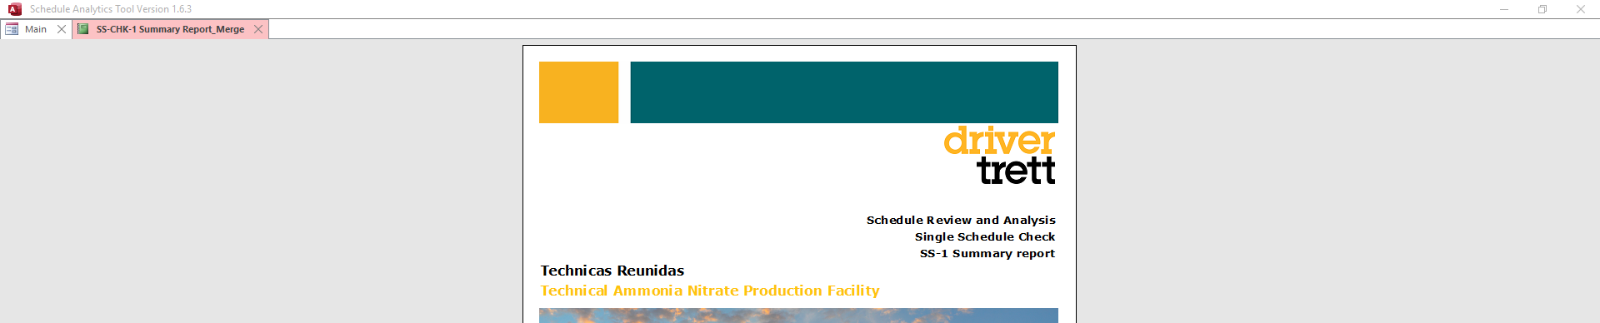 Schedule Analytics Tool Version 1.6.3
Main
SS-CHK-1 Summary Report_Merge
driver
trett
Schedule Review and Analysis
Single Schedule Check
SS-1 Summary report
Technicas Reunidas
Technical Ammonia Nitrate Production Facility